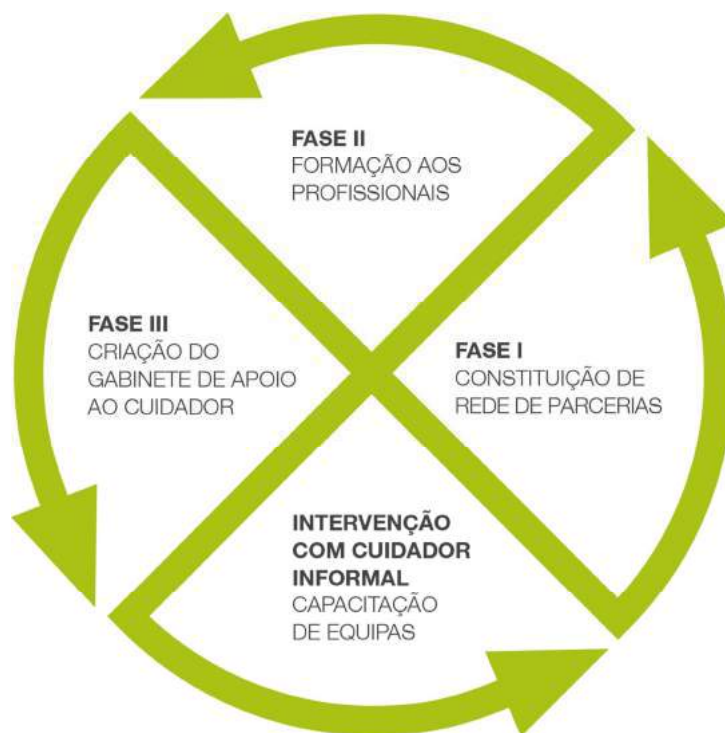 FASE II
FORMAÇÃO AOS
PROFISSIONAIS
FASE III
CRIAÇÃO DO
GABINETE DE APOIO
AO CUIDADOR
FASE I
CONSTITUIÇÃO DE
REDE DE PARCERIAS
INTERVENÇÃO
COM CUIDADOR
INFORMAL
CAPACITAÇÃO
DE EQUIPAS